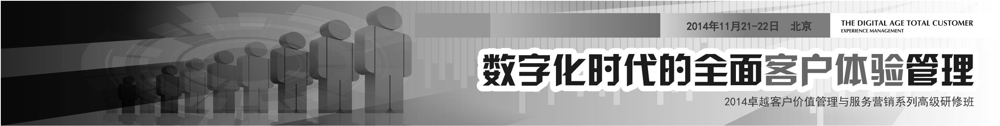 2014年11月21-22日 北京
THE DIGITAL AGE TOTAL CUSTOMER
EXPERIENCE MANAGEMENT
数字化时代的全面客户体验管理
2014卓越客户价值管理与服务营销系列高级研修班